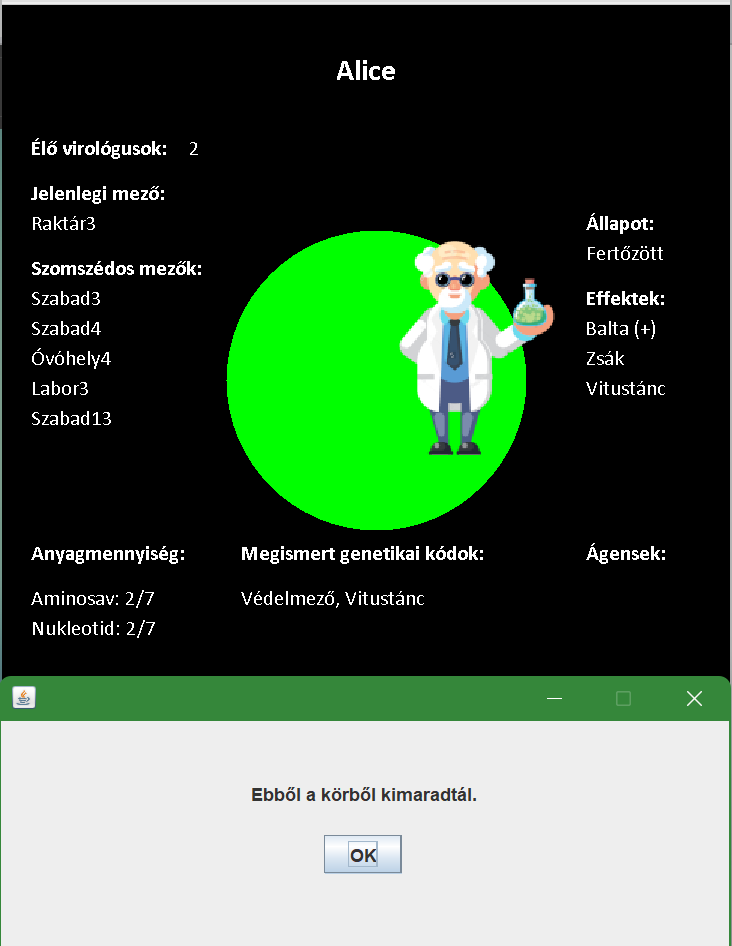 Alice
Élő virológusok: 2
Jelenlegi mező:
Raktár3
Szomszédos mezők:
Szabad3
Szabad4
Óvóhely4
Labor3
Szabad13
Állapot:
Fertőzött
Effektek:
Balta (+)
Zsák
Vitustánc
Anyagmennyiség:
Aminosav: 2/7
Nukleotid: 2/7
Megismert genetikai kódok:
Védelmező, Vitustánc
Ágensek:
Ebből a körből kimaradtál.
OK